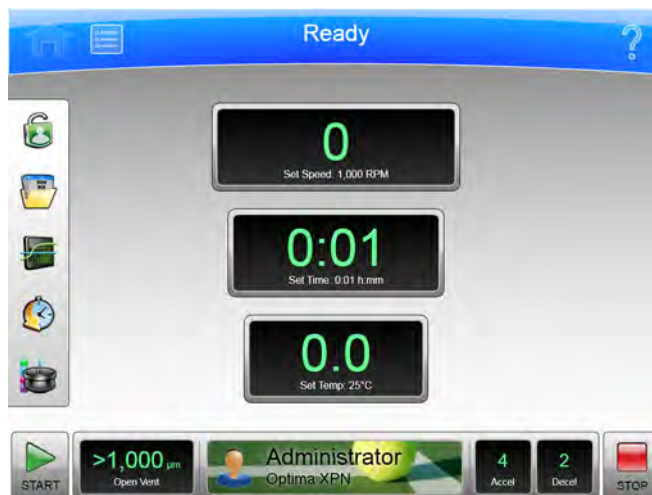 Ready
0
Set Speed: 1,000 RPM
0:01
Set Time: 0:01 h:mm
0.0
Set Temp: 25°C
START
>1,000 μm
Open Vent
Administrator
Optima XPN
4
Accel
2
Decel
STOP